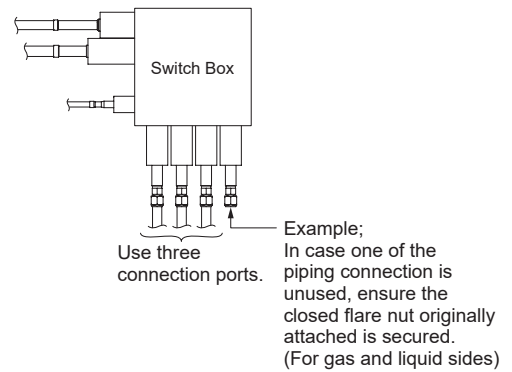 Switch Box
Use three
connection ports.
Example;
In case one of the
piping connection is
unused, ensure the
closed flare nut originally
attached is secured.
(For gas and liquid sides)